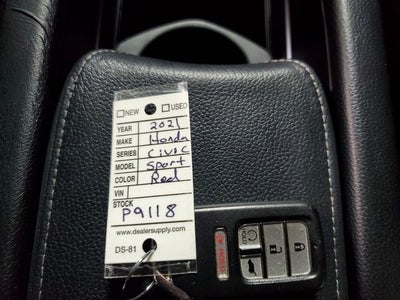 NEW USED
YEAR 2021
MAKE Honda
SERIES Civic
MODEL Sport
COLOR Red
VIN
STOCK P9118
www.dealersupply.com
DS-81
HOLD